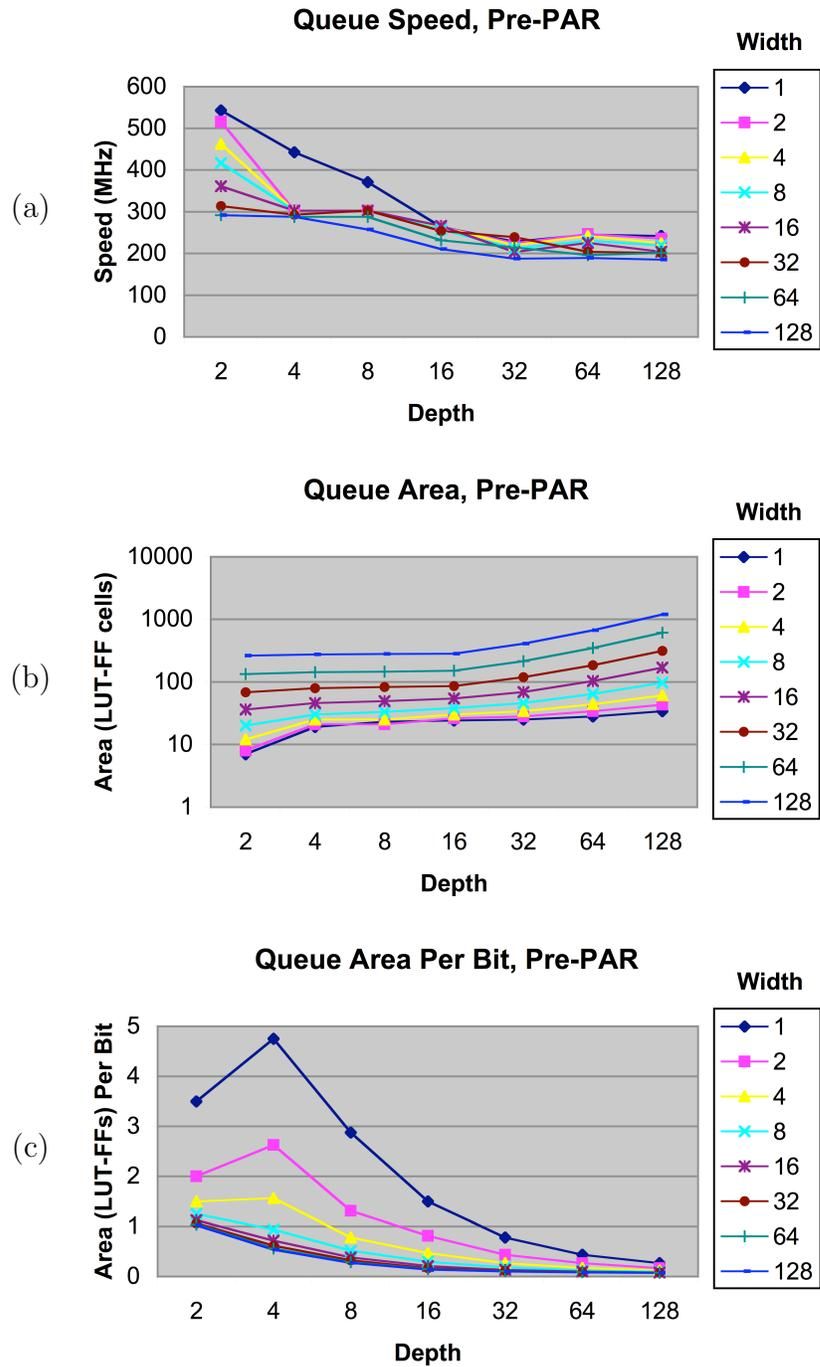 (a)
Queue Speed, Pre-PAR
Speed (MHz)
600
500
400
300
200
100
0
2 4 8 16 32 64 128
Depth
Width
1
2
4
8
16
32
64
128
(b)
Queue Area, Pre-PAR
Area (LUT-FF cells)
10000
1000
100
10
1
2 4 8 16 32 64 128
Depth
Width
1
2
4
8
16
32
64
128
(c)
Queue Area Per Bit, Pre-PAR
Area (LUT-FFs) Per Bit
5
4
3
2
1
0
2 4 8 16 32 64 128
Depth
Width
1
2
4
8
16
32
64
128